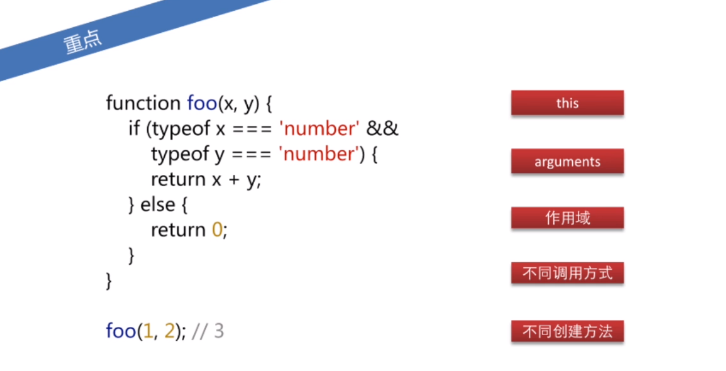 重点
function foo(x, y) {
if (typeof x === 'number' &&
typeof y === 'number') {
return x + y;
} else {
return 0;
}
}
foo(1, 2); // 3
this
arguments
作用域
不同调用方式
不同创建方法